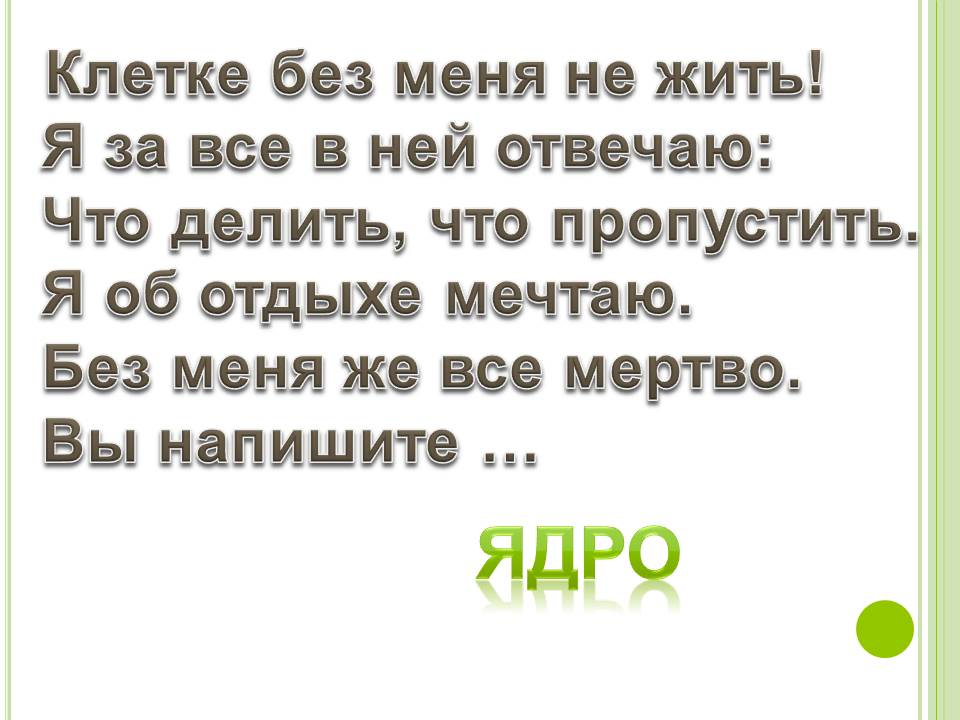 Клетке без меня не жить!
Я за все в ней отвечаю:
Что делить, что пропустить.
Я об отдыхе мечтаю.
Без меня же все мертво.
Вы напишите ...
ЯДРО